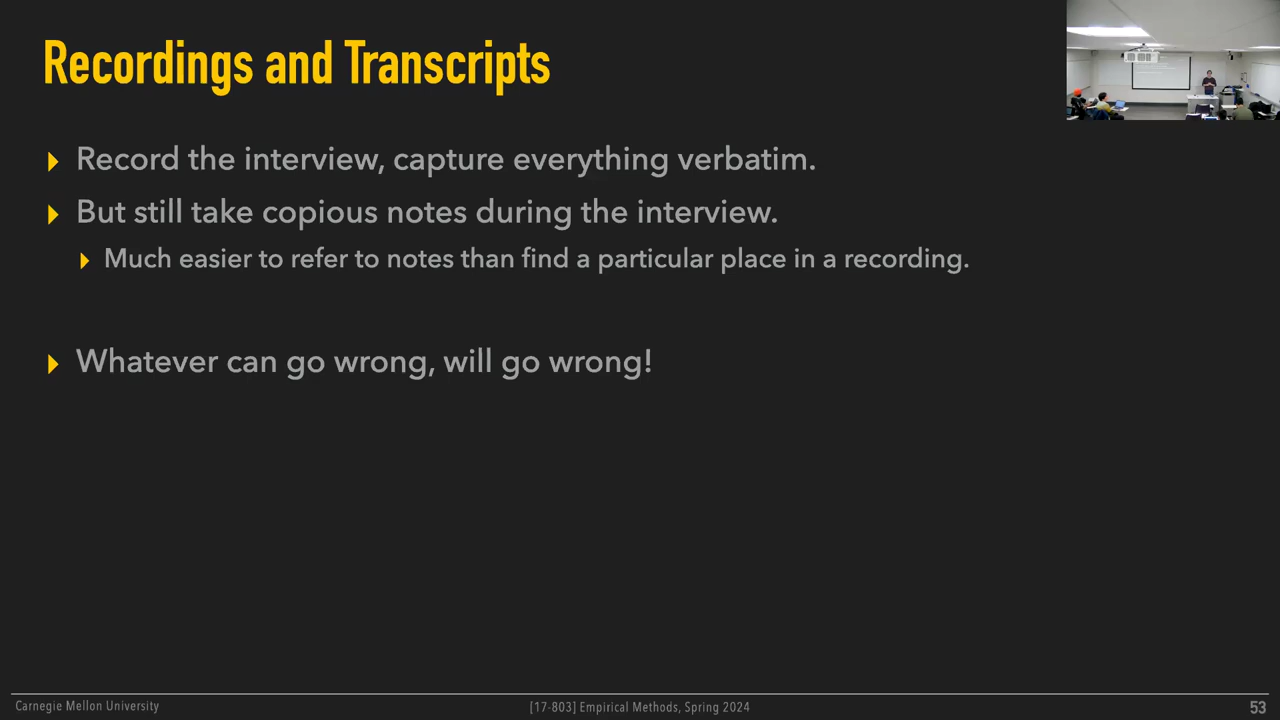 Recordings and Transcripts
Record the interview, capture everything verbatim.
But still take copious notes during the interview.
Much easier to refer to notes than find a particular place in a recording.
Whatever can go wrong, will go wrong!
Carnegie Mellon University
[17-803] Empirical Methods, Spring 2024
53